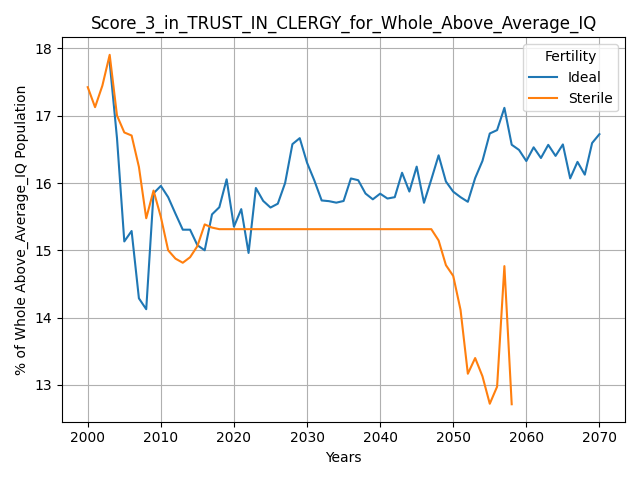 Score_3_in_TRUST_IN_CLERGY_for_Whole_Above_Average_IQ
Fertility
Ideal
Sterile
% of Whole Above_Average_IQ Population
18
17
16
15
14
13
2000 2010 2020 2030 2040 2050 2060 2070
Years